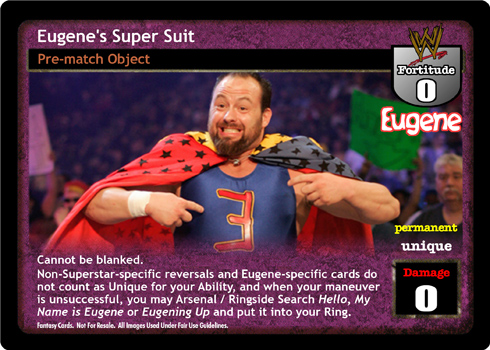 Eugene's Super Suit
Pre-match Object
W
Fortitude
0
Eugene
3
permanent
unique
Damage
0
Cannot be blanked.
Non-Superstar-specific reversals and Eugene-specific cards do
not count as Unique for your Ability, and when your maneuver
is unsuccessful, you may Arsenal / Ringside Search Hello, My
Name is Eugene or Eugening Up and put it into your Ring.
Fantasy Cards. Not For Resale. All Images Used Under Fair Use Guidelines.